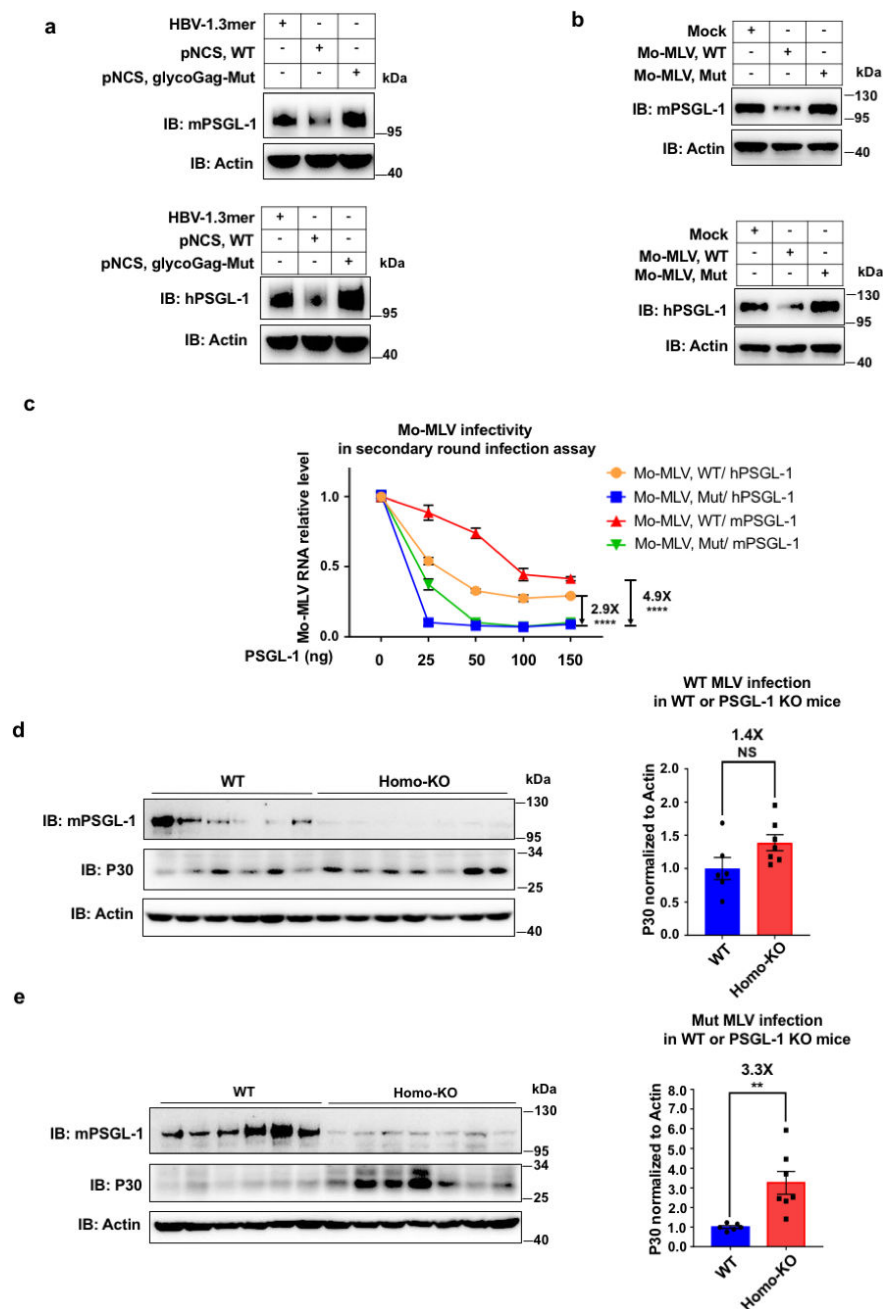 a
HBV-1.3mer + - -
pNCS, WT - + -
pNCS, glycoGag-Mut - - + kDa
IB: mPSGL-1 95
IB: Actin 40
HBV-1.3mer + - -
pNCS, WT - + -
pNCS, glycoGag-Mut - - + kDa
IB: hPSGL-1 95
IB: Actin 40
b
Mock + - -
Mo-MLV, WT - + -
Mo-MLV, Mut - - + kDa
130
IB: mPSGL-1 95
IB: Actin 40
Mock + - -
Mo-MLV, WT - + -
Mo-MLV, Mut - - + kDa
130
IB: hPSGL-1 95
IB: Actin 40
c
Mo-MLV infectivity
in secondary round infection assay
Mo-MLV RNA relative level
1.0
0.5
0.0
PSGL-1 (ng) 0 25 50 100 150
Mo-MLV, WT/ hPSGL-1
Mo-MLV, Mut/ hPSGL-1
Mo-MLV, WT/ mPSGL-1
Mo-MLV, Mut/ mPSGL-1
2.9X
****
4.9X
****
d
WT Homo-KO kDa
130
IB: mPSGL-1 95
34
IB: P30 25
IB: Actin 40
WT MLV infection
in WT or PSGL-1 KO mice
1.4X
NS
P30 normalized to Actin
2.0
1.5
1.0
0.5
0.0
WT Homo-KO
e
WT Homo-KO kDa
130
IB: mPSGL-1 95
34
IB: P30 25
IB: Actin 40
Mut MLV infection
in WT or PSGL-1 KO mice
3.3X
**
P30 normalized to Actin
8.0
7.0
6.0
5.0
4.0
3.0
2.0
1.0
0.0
WT Homo-KO